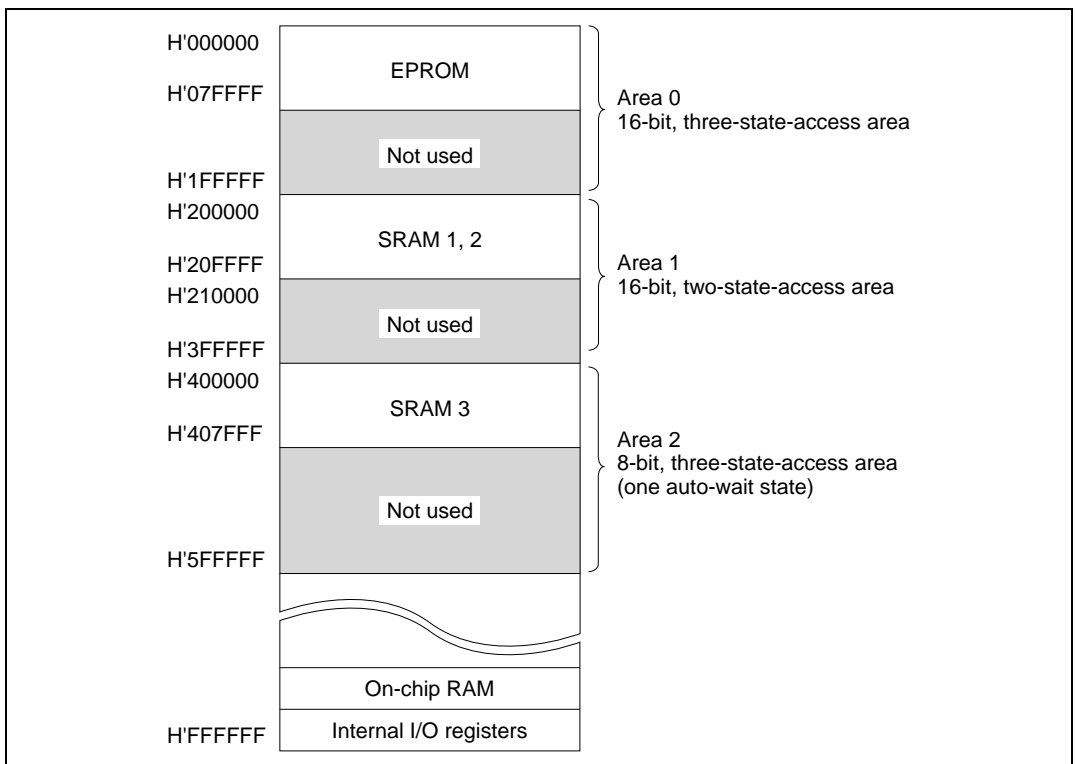 H'000000
EPROM
H'07FFFF
Area 0
16-bit, three-state-access area
Not used
H'1FFFFF
H'200000
SRAM 1, 2
H'20FFFF
Area 1
16-bit, two-state-access area
H'210000
Not used
H'3FFFFF
H'400000
SRAM 3
H'407FFF
Area 2
8-bit, three-state-access area
(one auto-wait state)
Not used
H'5FFFFF
On-chip RAM
H'FFFFFF
Internal I/O registers